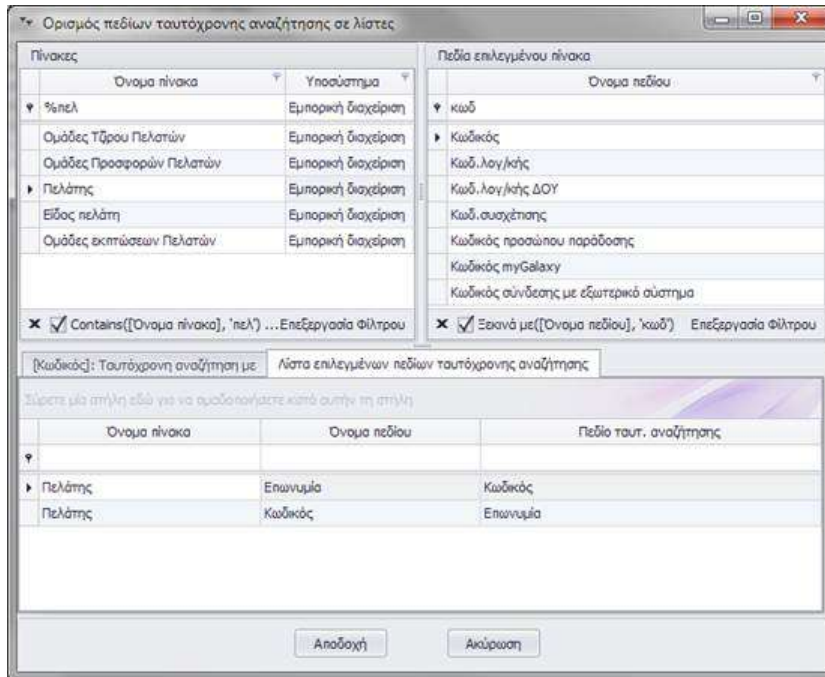 Ορισμός πεδίων ταυτόχρονης αναζήτησης σε λίστες
Πίνακες
Όνομα πίνακα Υποσύστημα
%πελ Εμπορική διαχείριση
Ομάδες Τζίρου Πελατών Εμπορική διαχείριση
Ομάδες Προσφορών Πελατών Εμπορική διαχείριση
Πελάτης Εμπορική διαχείριση
Είδος πελάτη Εμπορική διαχείριση
Ομάδες εκπτώσεων Πελατών Εμπορική διαχείριση
Contains([Όνομα πίνακα], 'πελ') ...Επεξεργασία Φίλτρου
Πεδία επιλεγμένου πίνακα
Όνομα πεδίου
κωδ
Κωδικός
Κωδ.λογ/κής
Κωδ.λογ/κής ΔΟΥ
Κωδ.συσχέτισης
Κωδικός προσώπου παράδοσης
Κωδικός myGalaxy
Κωδικός σύνδεσης με εξωτερικό σύστημα
Ξεκινά με([Όνομα πεδίου], 'κωδ') Επεξεργασία Φίλτρου
[Κωδικός]: Ταυτόχρονη αναζήτηση με Λίστα επιλεγμένων πεδίων ταυτόχρονης αναζήτησης
Σύρετε μία στήλη εδώ για να ομαδοποιήσετε κατά αυτήν τη στήλη
Όνομα πίνακα Όνομα πεδίου Πεδίο ταυτ. αναζήτησης
Πελάτης Επωνυμία Κωδικός
Πελάτης Κωδικός Επωνυμία
Αποδοχή Ακύρωση